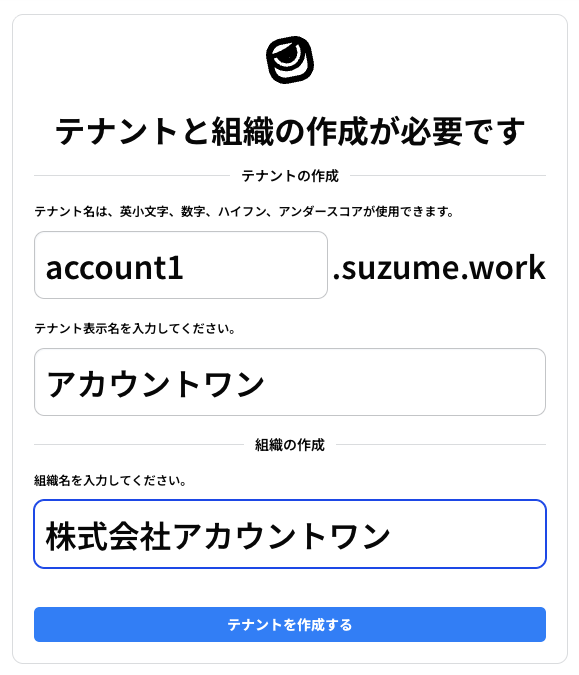 テナントと組織の作成が必要です
テナントの作成
テナント名は、英小文字、数字、ハイフン、アンダースコアが使用できます。
account1 .suzume.work
テナント表示名を入力してください。
アカウントワン
組織の作成
組織名を入力してください。
株式会社アカウントワン
テナントを作成する